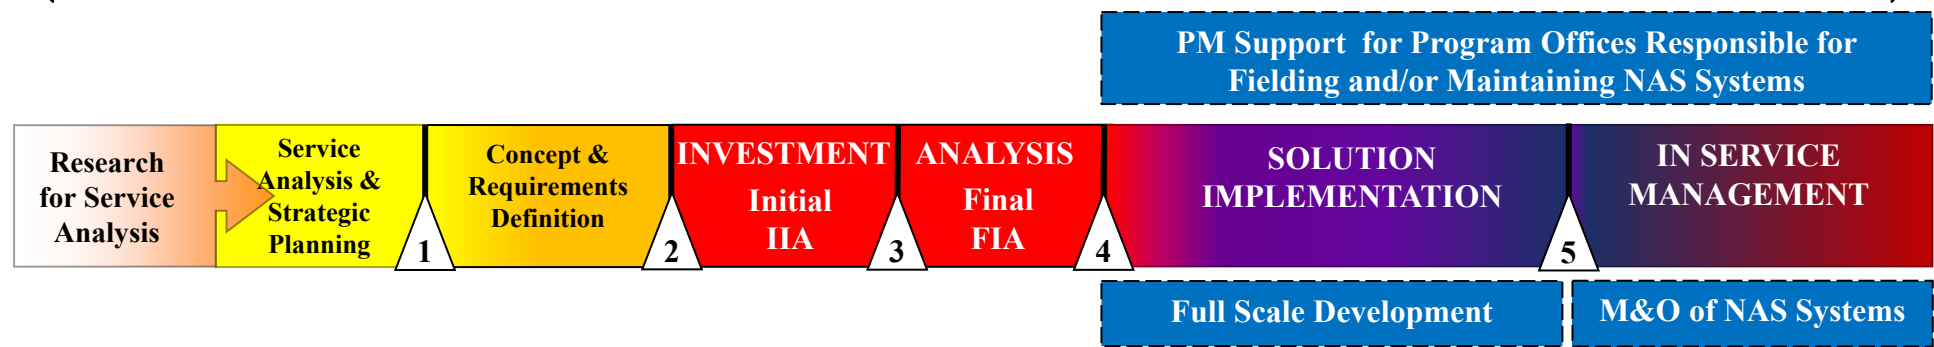 PM Support for Program Offices Responsible for
Fielding and/or Maintaining NAS Systems
Research
for Service
Analysis
Service
Analysis &
Strategic
Planning
1
Concept &
Requirements
Definition
2
INVESTMENT
Initial
IIA
3
ANALYSIS
Final
FIA
4
SOLUTION
IMPLEMENTATION
5
IN SERVICE
MANAGEMENT
Full Scale Development
M&O of NAS Systems